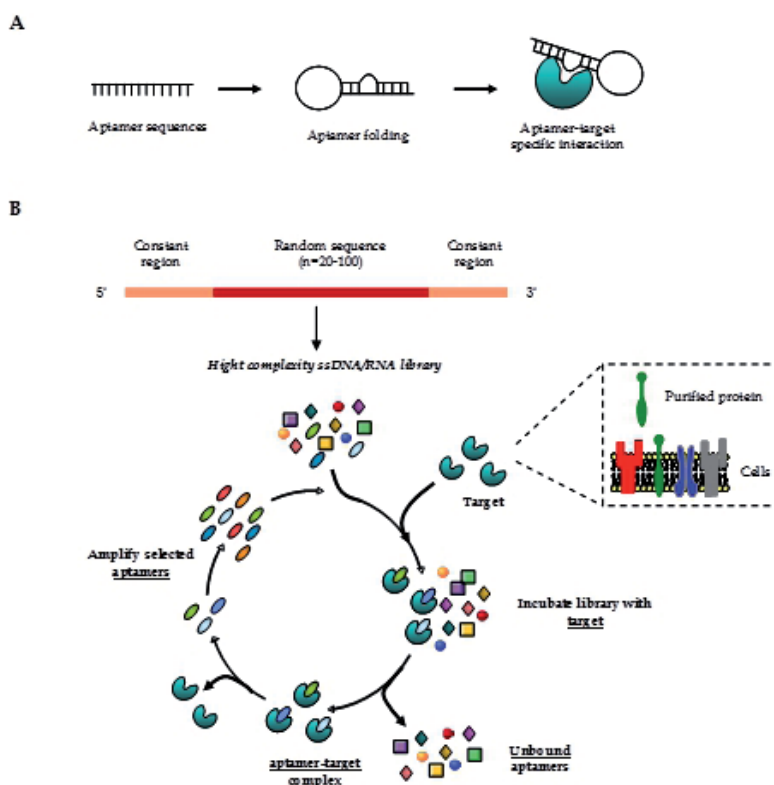 A
Aptamer sequences
Aptamer folding
Aptamer-target
specific interaction
B
Constant
region
Random sequence
(n=20-100)
Constant
region
5'
3'
Hight complexity ssDNA/RNA library
Purified protein
Cells
Target
Amplify selected
aptamers
Incubate library with
target
aptamer-target
complex
Unbound
aptamers